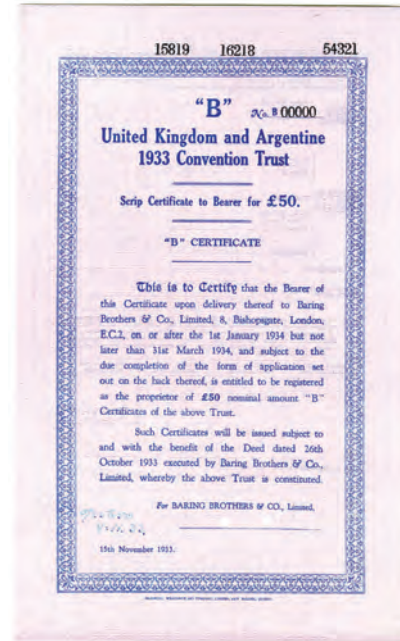 15819 16218 54321
"B" No. B 00000
United Kingdom and Argentine
1933 Convention Trust
Scrip Certificate to Bearer for £50.
"B" CERTIFICATE
This is to Certify that the Bearer of
this Certificate upon delivery thereof to Baring
Brothers & Co., Limited, 8, Bishopsgate, London,
E.C.2, on or after the 1st January 1934 but not
later than 31st March 1934, and subject to the
due completion of the form of application set
out on the back thereof, is entitled to be registered
as the proprietor of £50 nominal amount "B"
Certificates of the above Trust.
Such Certificates will be issued subject to
and with the benefit of the Deed dated 26th
October 1933 executed by Baring Brothers & Co.,
Limited, whereby the above Trust is constituted.
For BARING BROTHERS & CO., Limited.
15th November 1933.